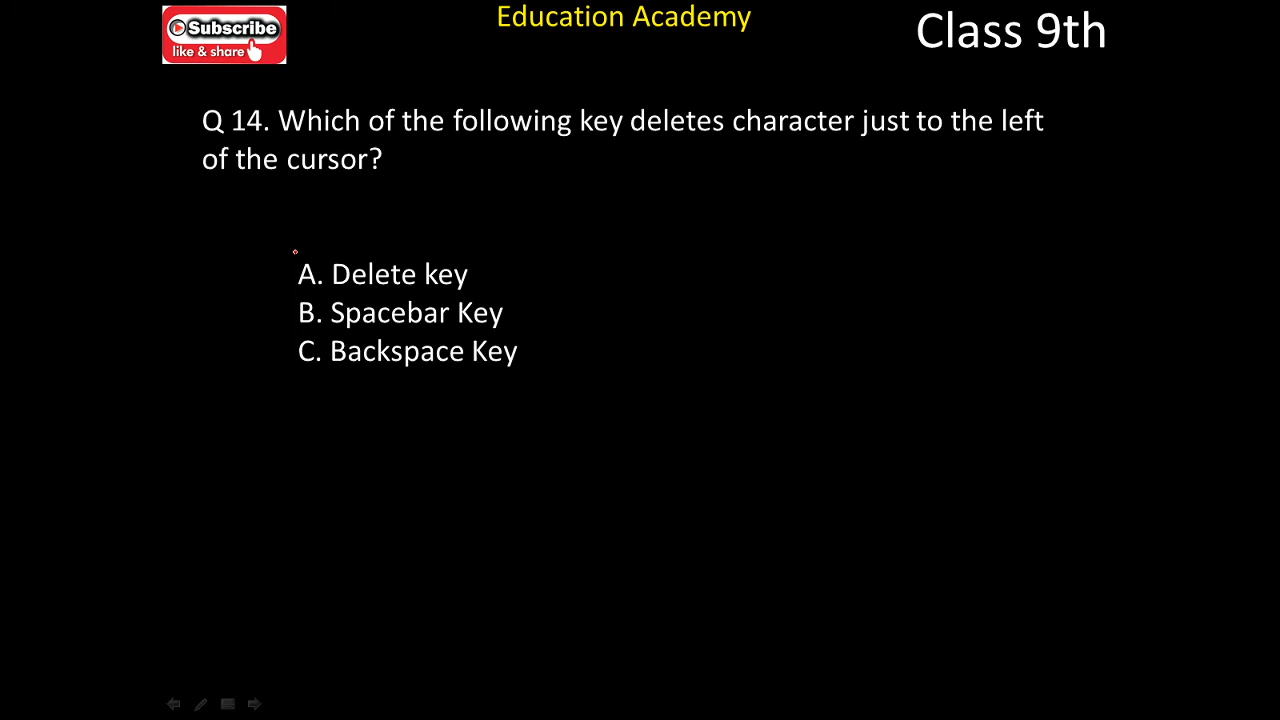 Subscribe
like & share
Education Academy
Class 9th
Q 14. Which of the following key deletes character just to the left
of the cursor?
A. Delete key
B. Spacebar Key
C. Backspace Key